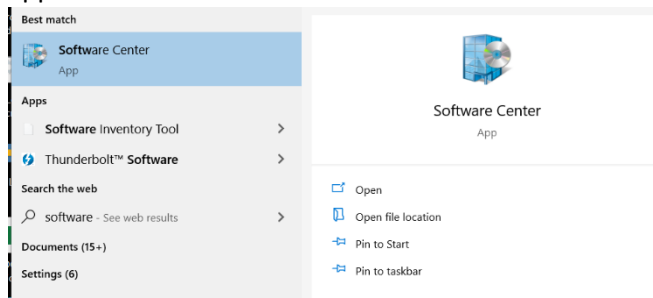 Best match
Software Center
App
Apps
Software Inventory Tool
Thunderbolt™ Software
Search the web
software - See web results
Documents (15+)
Settings (6)
Software Center
App
Open
Open file location
Pin to Start
Pin to taskbar